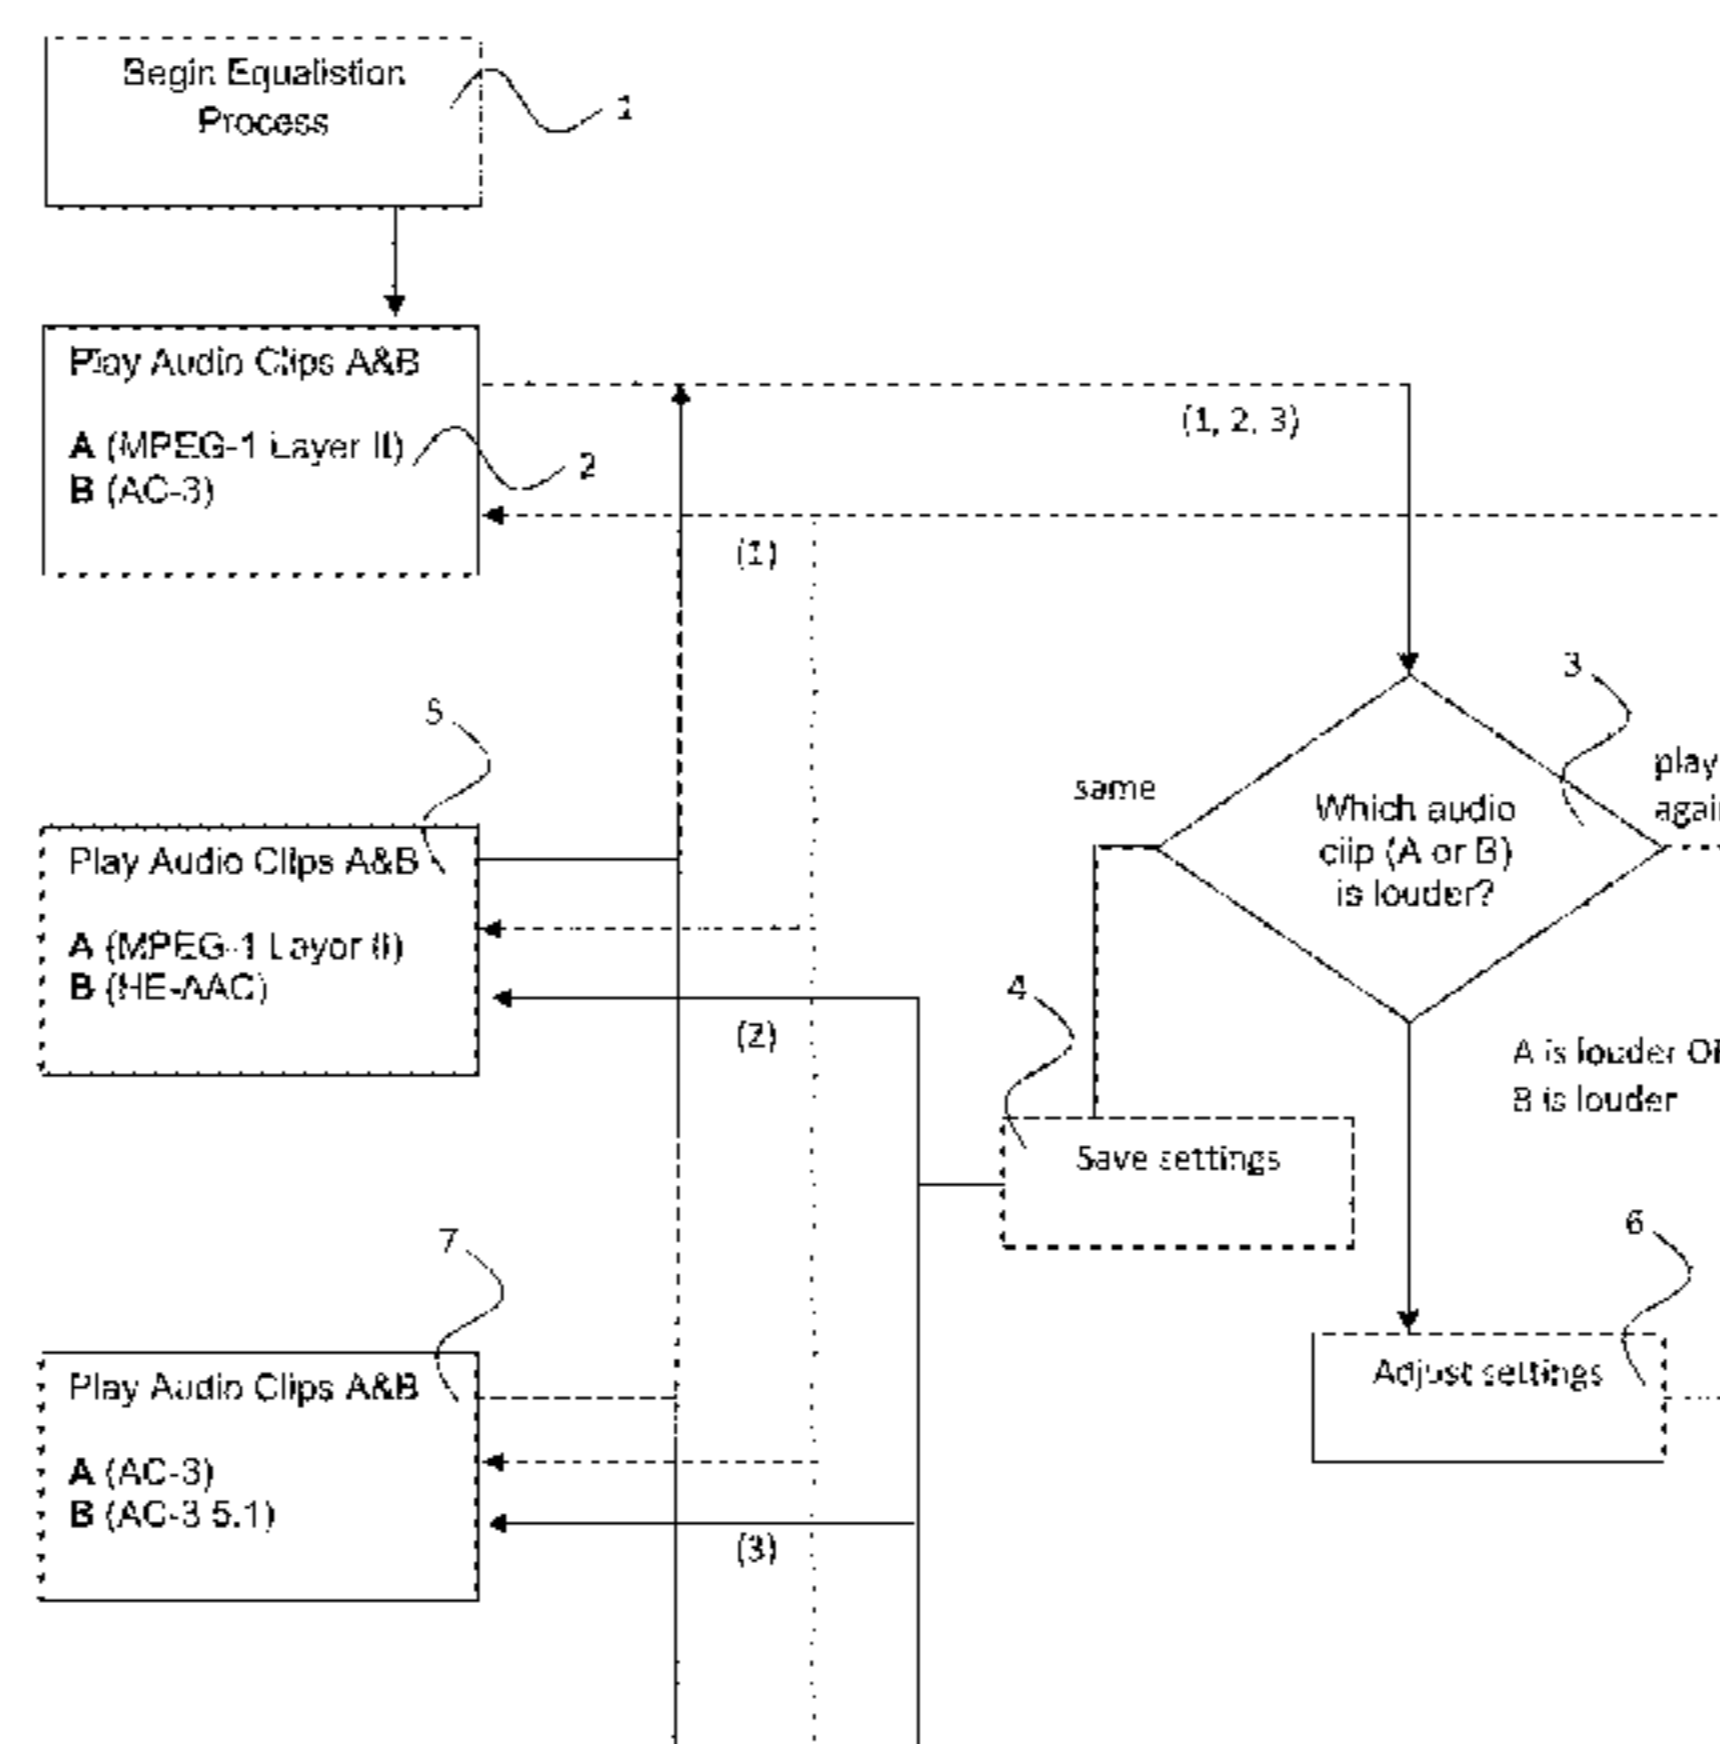 Begin Equalistion
Process
1
Play Audio Clips A&B
A (MPEG-1 Layer II)
B (AC-3)
2
(1, 2, 3)
(1)
3
5
same
play
Which audio
clip (A or B)
is louder?
Play Audio Clips A&B
A (MPEG-1 Layer II)
B (HE-AAC)
(2)
4
A is louder OR
B is louder
Save settings
6
7
Adjust settings
Play Audio Clips A&B
A (AC-3)
B (AC-3 5.1)
(3)